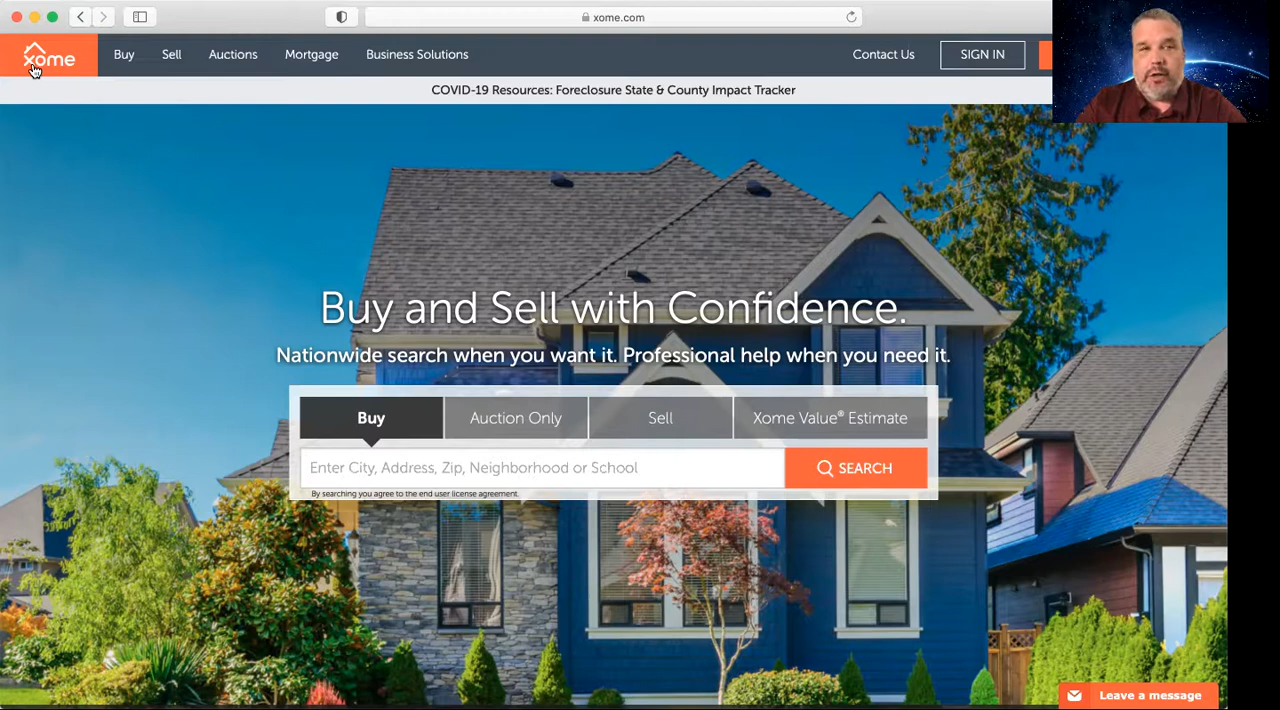 xome.com
xome
Buy
Sell
Auctions
Mortgage
Business Solutions
Contact Us
SIGN IN
COVID-19 Resources: Foreclosure State & County Impact Tracker
Buy and Sell with Confidence.
Nationwide search when you want it. Professional help when you need it.
Buy
Auction Only
Sell
Xome Value® Estimate
Enter City, Address, Zip, Neighborhood or School
SEARCH
By searching you agree to the end user license agreement.
Leave a message